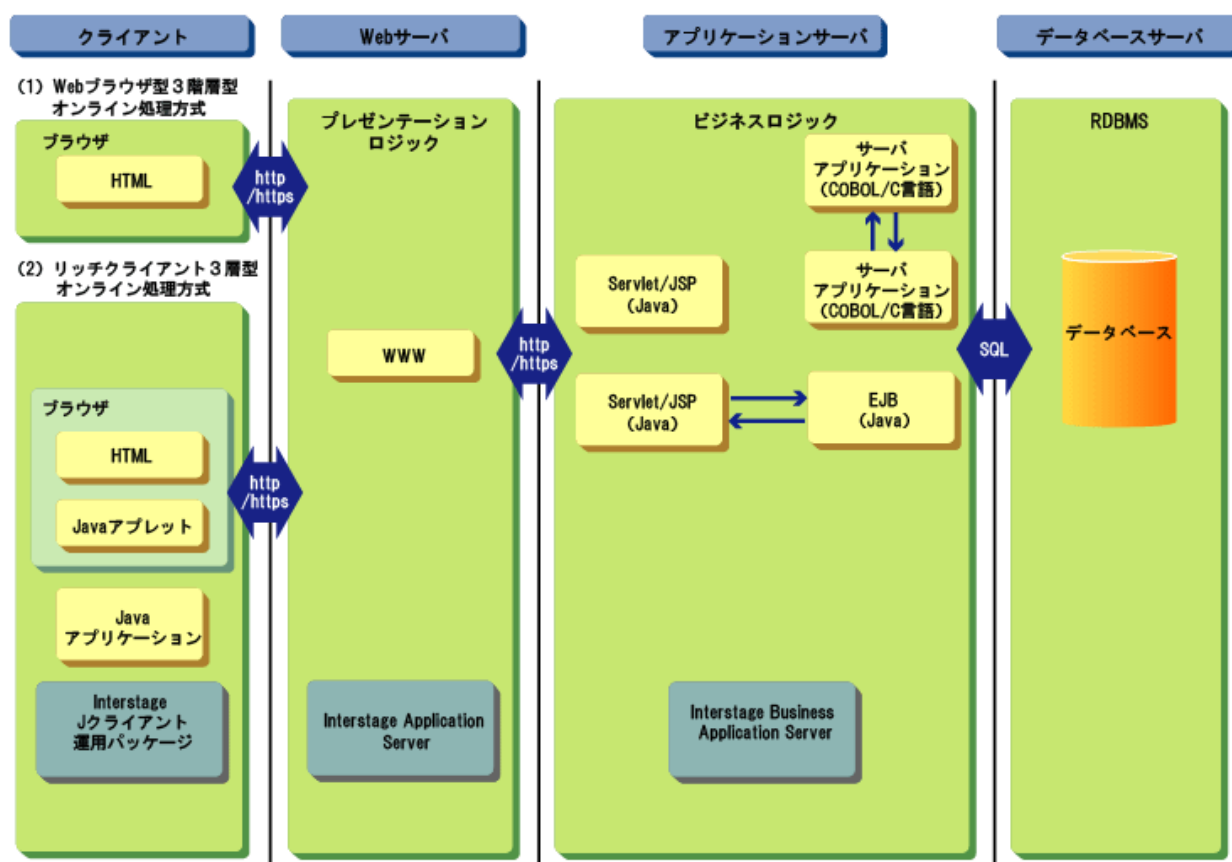 クライアント
Webサーバ
アプリケーションサーバ
データベースサーバ
(1) Webブラウザ型3階層型
オンライン処理方式
ブラウザ
HTML
http
/https
(2) リッチクライアント3層型
オンライン処理方式
ブラウザ
HTML
Javaアプレット
http
/https
Java
アプリケーション
Interstage
Jクライアント
運用パッケージ
プレゼンテーション
ロジック
WWW
Interstage Application
Server
http
/https
ビジネスロジック
サーバ
アプリケーション
(COBOL/C言語)
サーバ
アプリケーション
(COBOL/C言語)
Servlet/JSP
(Java)
Servlet/JSP
(Java)
EJB
(Java)
Interstage Business
Application Server
SQL
RDBMS
データベース